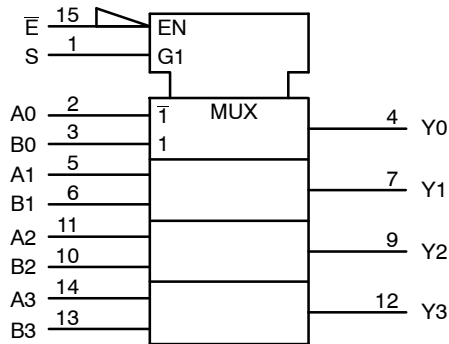 E̅ 15 EN
S 1 G1
MUX
A0 2 1̅
B0 3 1
4 Y0
A1 5
B1 6
7 Y1
A2 11
B2 10
9 Y2
A3 14
B3 13
12 Y3